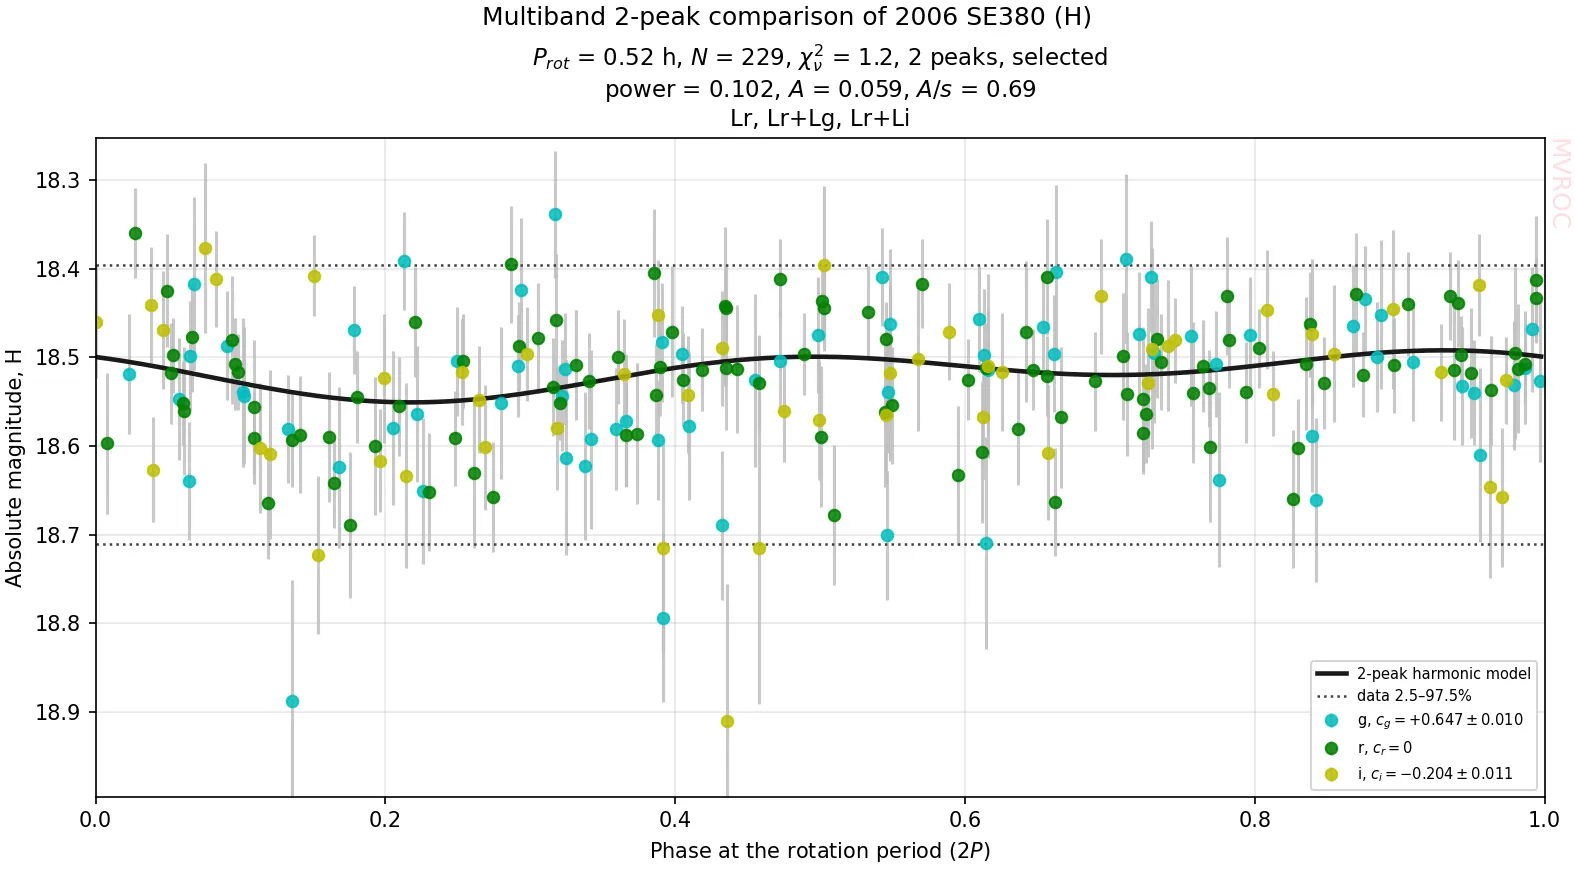 Multiband 2-peak comparison of 2006 SE380 (H)
P_rot = 0.52 h, N = 229, χ²_ν = 1.2, 2 peaks, selected
power = 0.102, A = 0.059, A/s = 0.69
Lr, Lr+Lg, Lr+Li
MVROC
Absolute magnitude, H
18.3
18.4
18.5
18.6
18.7
18.8
18.9
2-peak harmonic model
data 2.5–97.5%
g, c_g = +0.647 ± 0.010
r, c_r = 0
i, c_i = −0.204 ± 0.011
0.0 0.2 0.4 0.6 0.8 1.0
Phase at the rotation period (2P)